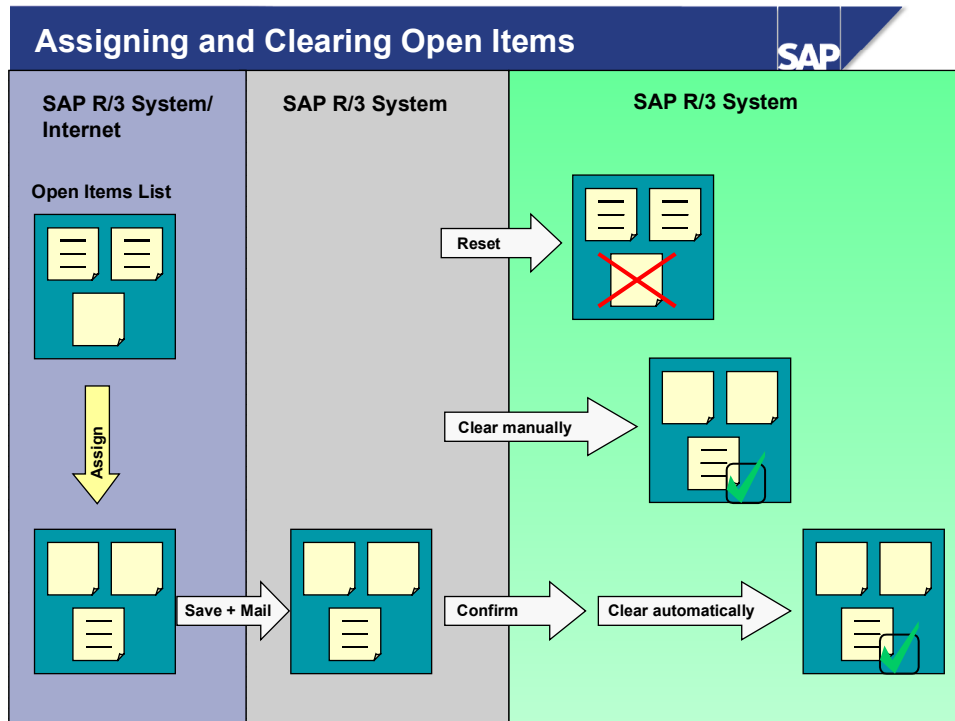 Assigning and Clearing Open Items
SAP
SAP R/3 System/
Internet
SAP R/3 System
SAP R/3 System
Open Items List
Reset
Assign
Clear manually
Save + Mail
Confirm
Clear automatically